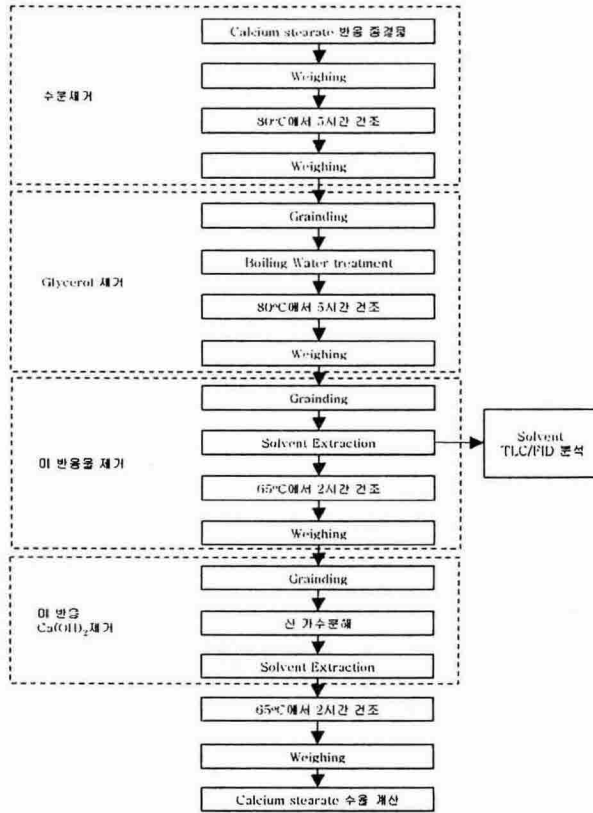 Calcium stearate 반응 종결물
Weighing
수분제거
80°C에서 5시간 건조
Weighing
Grainding
Boiling Water treatment
Glycerol 제거
80°C에서 5시간 건조
Weighing
Grainding
Solvent Extraction
Solvent
TLC/FID 분석
미 반응물 제거
65°C에서 2시간 건조
Weighing
Grainding
미 반응
Ca(OH)₂제거
산 가수분해
Solvent Extraction
65°C에서 2시간 건조
Weighing
Calcium stearate 수율 계산